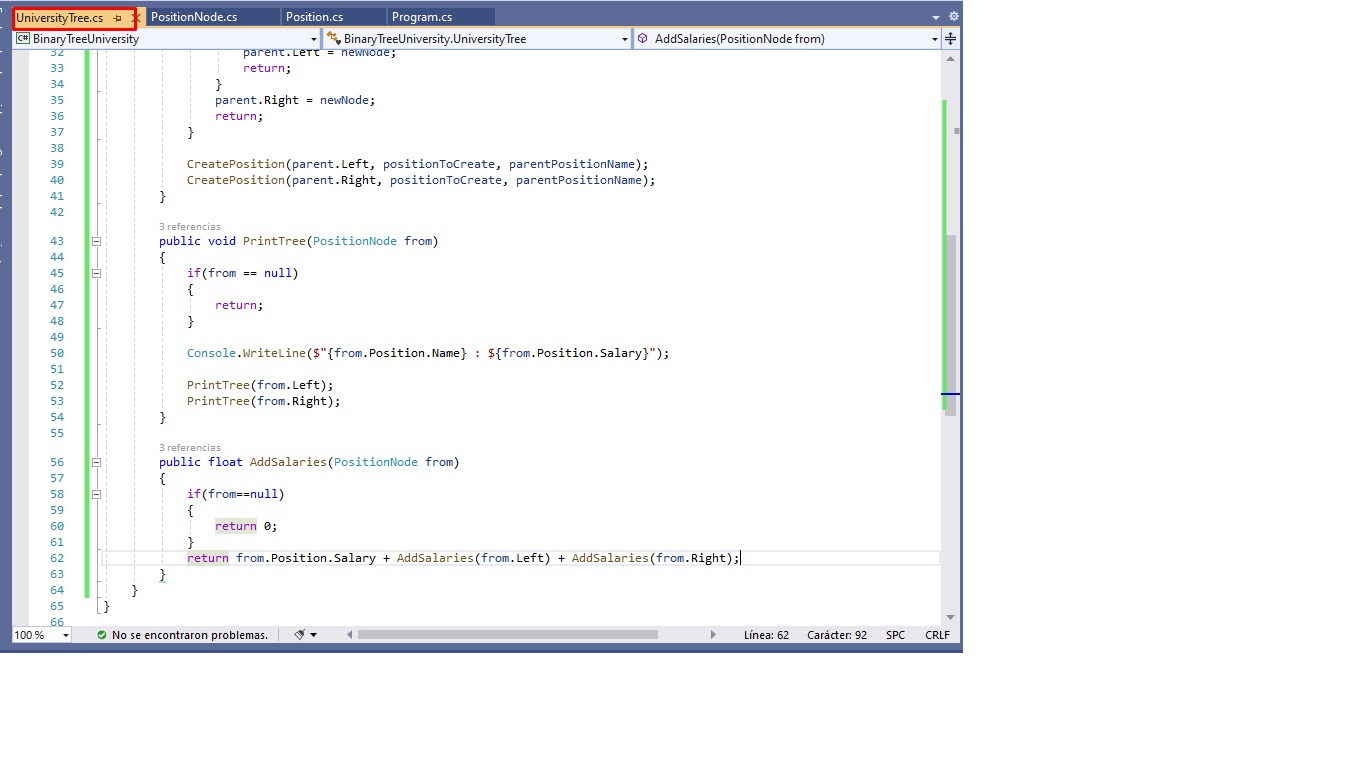 UniversityTree.cs PositionNode.cs Position.cs Program.cs
C# BinaryTreeUniversity BinaryTreeUniversity.UniversityTree AddSalaries(PositionNode from)
32 parent.Left = newNode;
33 return;
34 }
35 parent.Right = newNode;
36 return;
37 }
38
39 CreatePosition(parent.Left, positionToCreate, parentPositionName);
40 CreatePosition(parent.Right, positionToCreate, parentPositionName);
41 }
42
3 referencias
43 public void PrintTree(PositionNode from)
44 {
45 if(from == null)
46 {
47 return;
48 }
49
50 Console.WriteLine($"{from.Position.Name} : ${from.Position.Salary}");
51
52 PrintTree(from.Left);
53 PrintTree(from.Right);
54 }
55
3 referencias
56 public float AddSalaries(PositionNode from)
57 {
58 if(from==null)
59 {
60 return 0;
61 }
62 return from.Position.Salary + AddSalaries(from.Left) + AddSalaries(from.Right);
63 }
64 }
65 }
66
100 % No se encontraron problemas. Línea: 62 Carácter: 92 SPC CRLF